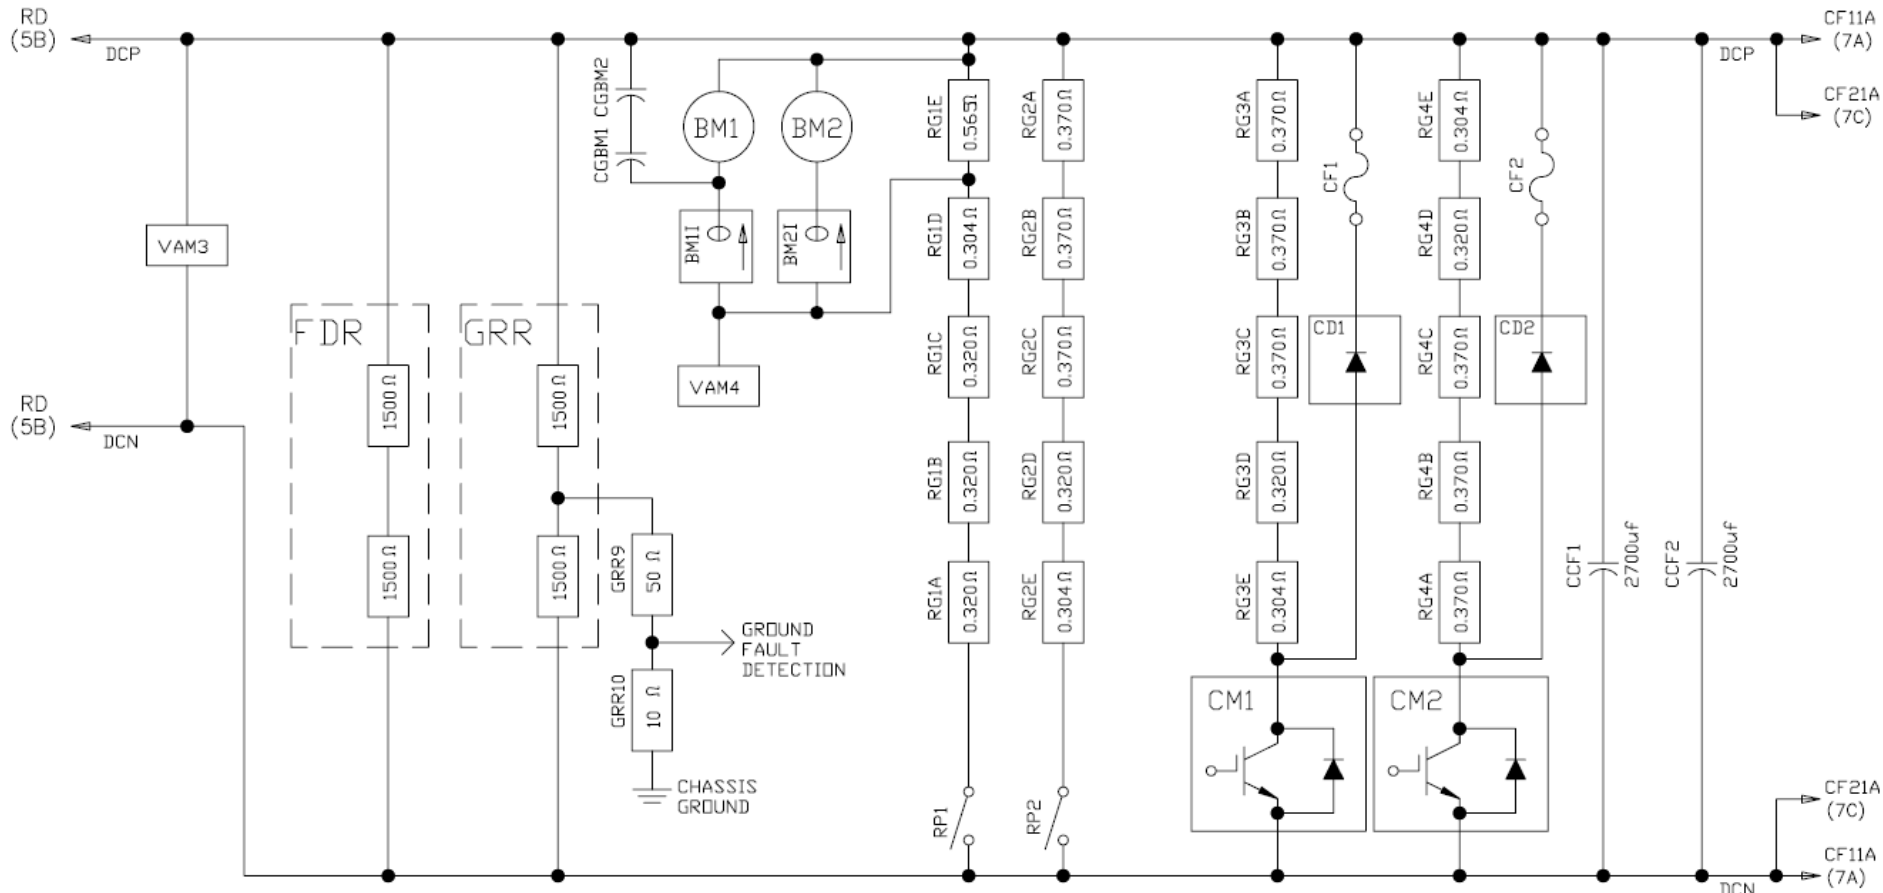 RD
(5B)
DCP
DCP
CF11A
(7A)
CF21A
(7C)
CGBM1 CGBM2
BM1
BM2
RG1E
0.565Ω
RG2A
0.370Ω
RG3A
0.370Ω
CF1
RG4E
0.304Ω
CF2
VAM3
BM1I
BM2I
RG1D
0.304Ω
RG2B
0.370Ω
RG3B
0.370Ω
RG4D
0.320Ω
FDR
GRR
VAM4
RG1C
0.320Ω
RG2C
0.370Ω
RG3C
0.370Ω
CD1
RG4C
0.370Ω
CD2
RD
(5B)
DCN
1500Ω
1500Ω
RG1B
0.320Ω
RG2D
0.320Ω
RG3D
0.320Ω
RG4B
0.370Ω
1500Ω
1500Ω
GRR9
50 Ω
RG1A
0.320Ω
RG2E
0.304Ω
RG3E
0.304Ω
RG4A
0.370Ω
CCF1
2700uf
CCF2
2700uf
GROUND
FAULT
DETECTION
GRR10
10 Ω
CHASSIS
GROUND
RP1
RP2
CM1
CM2
CF21A
(7C)
CF11A
(7A)
DCN